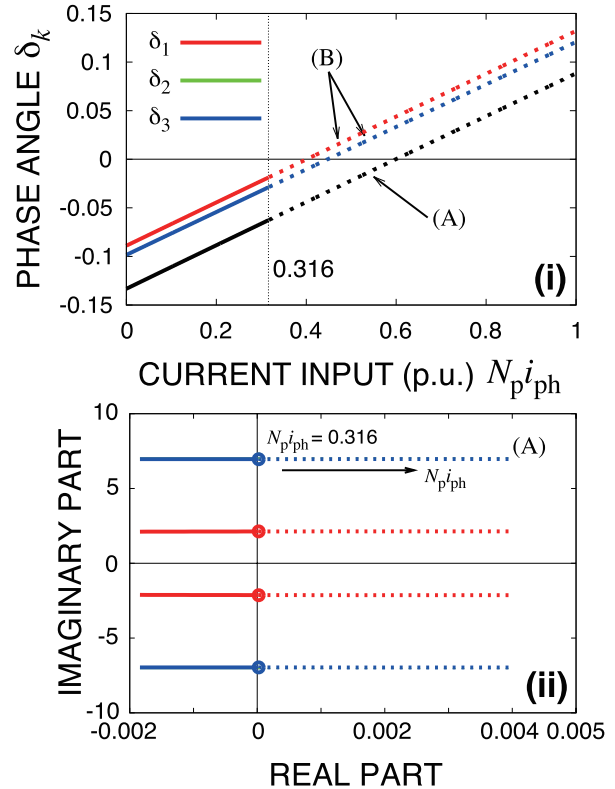 PHASE ANGLE δk
0.15
0.1
0.05
0
-0.05
-0.1
-0.15
δ1
δ2
δ3
(B)
(A)
0.316
(i)
0
0.2
0.4
0.6
0.8
1
CURRENT INPUT (p.u.) Npiph
IMAGINARY PART
10
5
0
-5
-10
Npiph = 0.316
(A)
Npiph
(ii)
-0.002
0
0.002
0.004
0.005
REAL PART